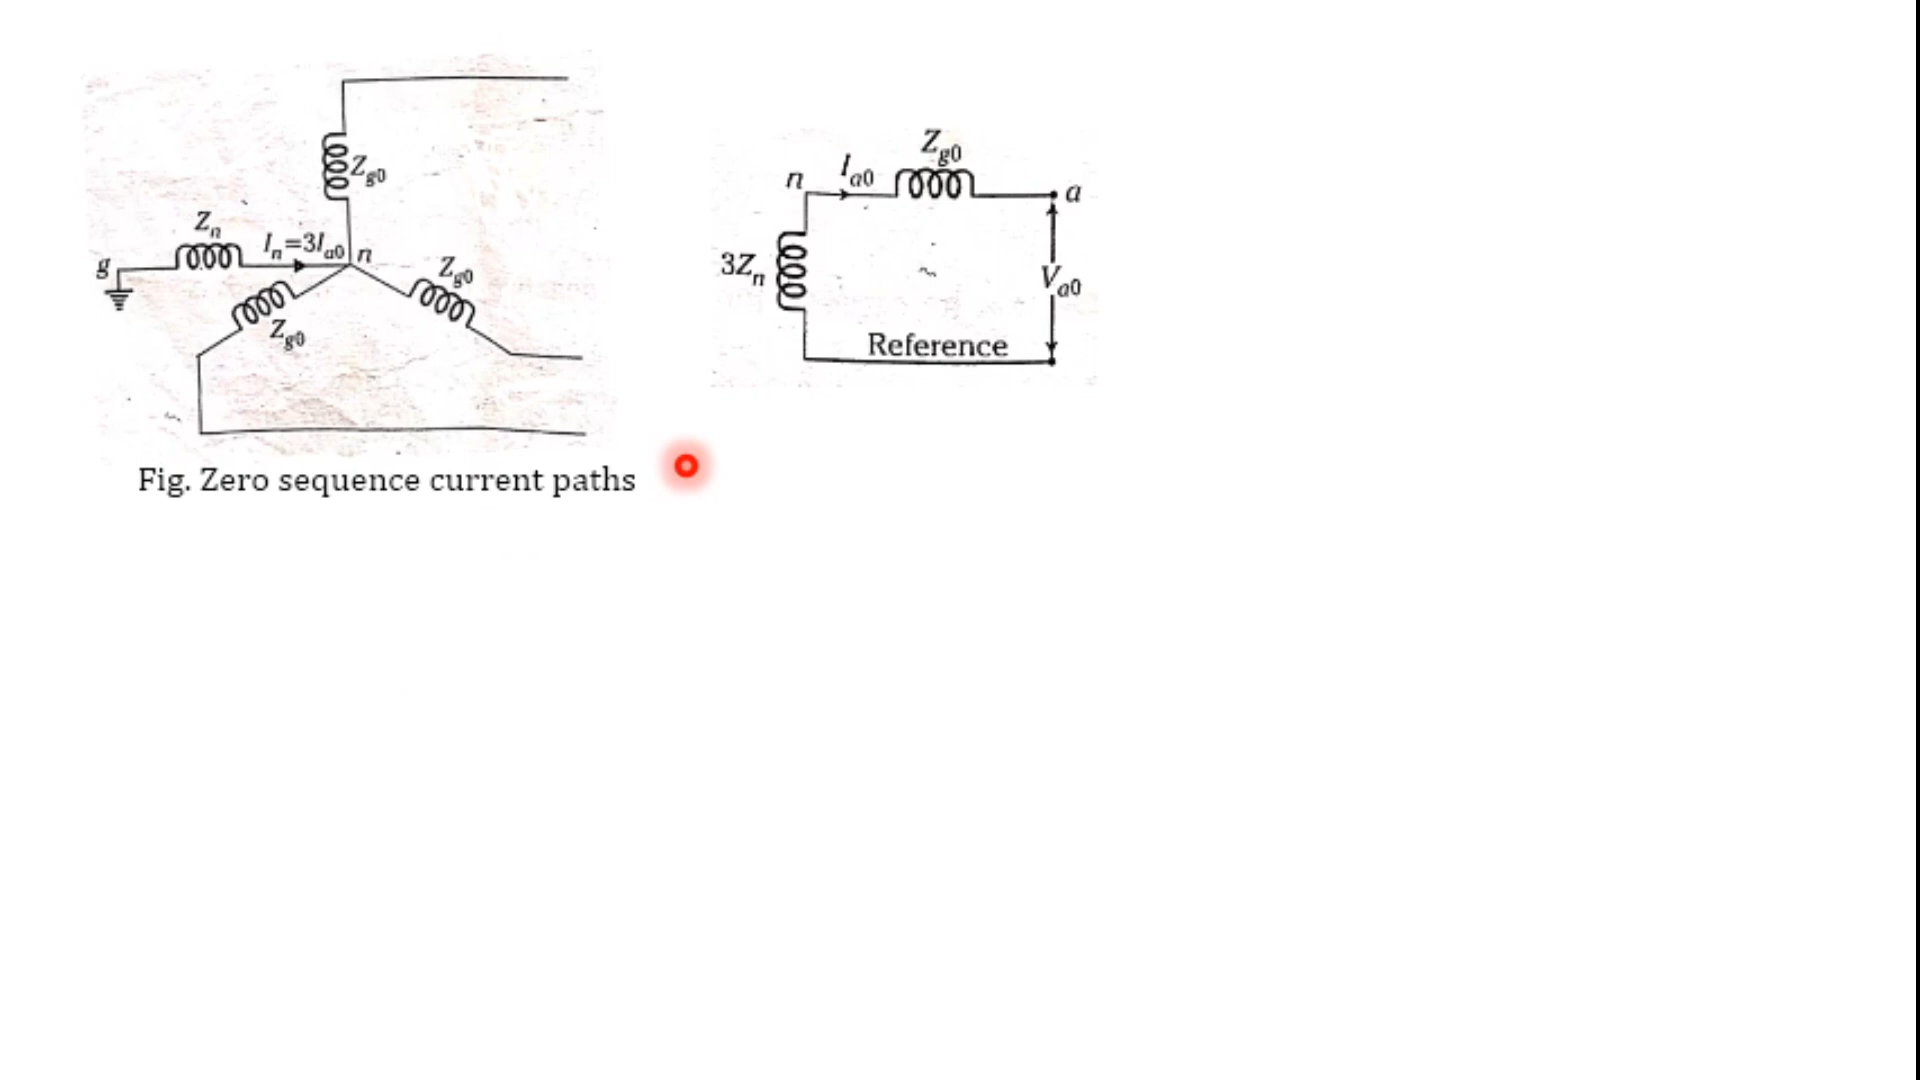 Z_g0
Z_n
I_n=3I_a0
n
g
Z_g0
Z_g0
Fig. Zero sequence current paths
Z_g0
n
I_a0
a
3Z_n
V_a0
Reference